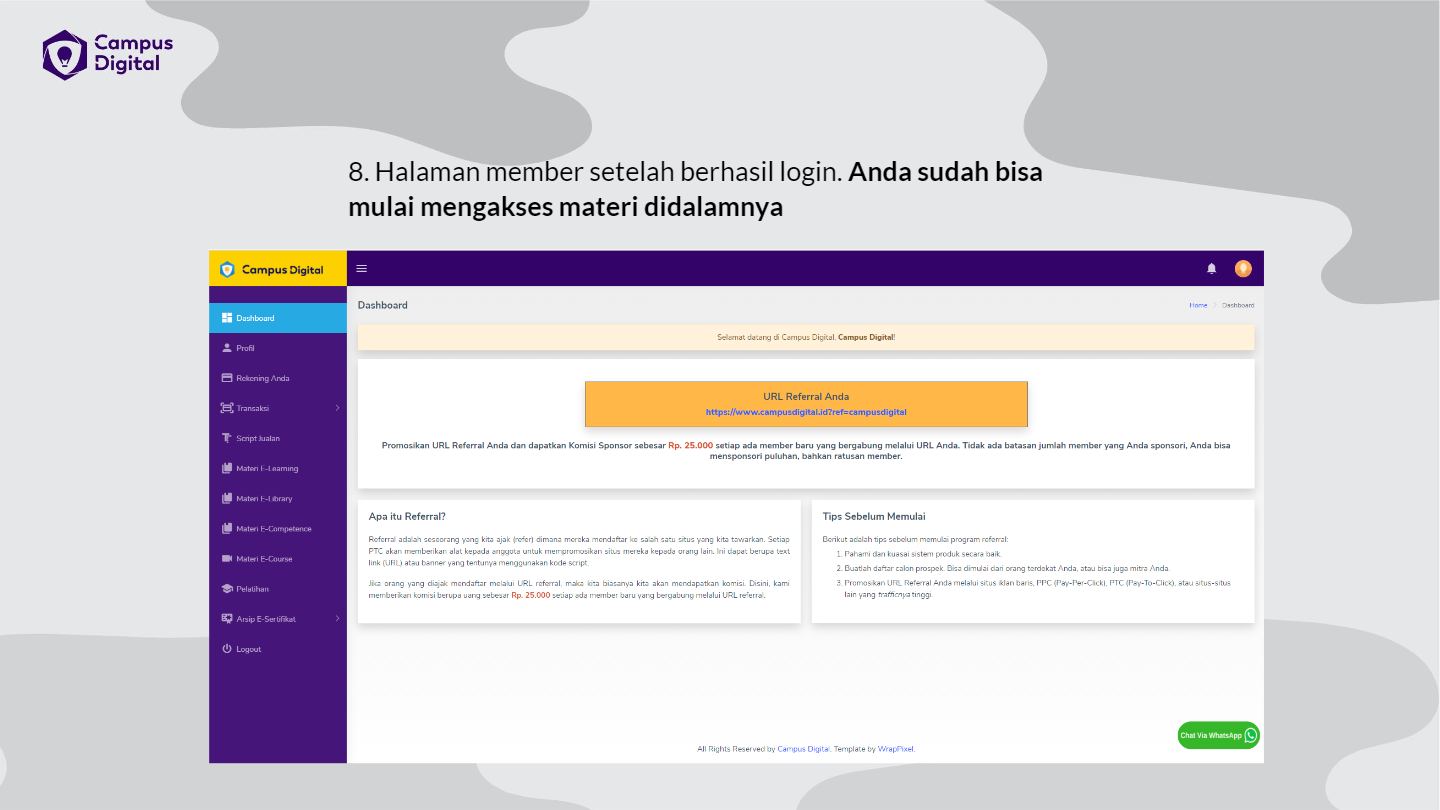 Campus
Digital
8. Halaman member setelah berhasil login. Anda sudah bisa
mulai mengakses materi didalamnya
Campus Digital
Dashboard
Home / Dashboard
Dashboard
Profil
Rekening Anda
Transaksi
Script Jualan
Materi E-Learning
Materi E-Library
Materi E-Competence
Materi E-Course
Pelatihan
Arsip E-Sertifikat
Logout
Selamat datang di Campus Digital, Campus Digital!
URL Referral Anda
https://www.campusdigital.id?ref=campusdigital
Promosikan URL Referral Anda dan dapatkan Komisi Sponsor sebesar Rp. 25.000 setiap ada member baru yang bergabung melalui URL Anda. Tidak ada batasan jumlah member yang Anda sponsori, Anda bisa
mensponsori puluhan, bahkan ratusan member.
Apa itu Referral?
Referral adalah seseorang yang kita ajak (refer) dimana mereka mendaftar ke salah satu situs yang kita tawarkan. Setiap
PTC akan memberikan alat kepada anggota untuk mempromosikan situs mereka kepada orang lain. Ini dapat berupa text
link (URL) atau banner yang tentunya menggunakan kode script.
Jika orang yang diajak mendaftar melalui URL referral, maka kita biasanya kita akan mendapatkan komisi. Disini, kami
memberikan komisi berupa uang sebesar Rp. 25.000 setiap ada member baru yang bergabung melalui URL referral.
Tips Sebelum Memulai
Berikut adalah tips sebelum memulai program referral:
1. Pahami dan kuasai sistem produk secara baik.
2. Buatlah daftar calon prospek. Bisa dimulai dari orang terdekat Anda, atau bisa juga mitra Anda.
3. Promosikan URL Referral Anda melalui situs iklan baris, PPC (Pay-Per-Click), PTC (Pay-To-Click), atau situs-situs
lain yang trafficnya tinggi.
Chat Via WhatsApp
All Rights Reserved by Campus Digital. Template by WrapPixel.